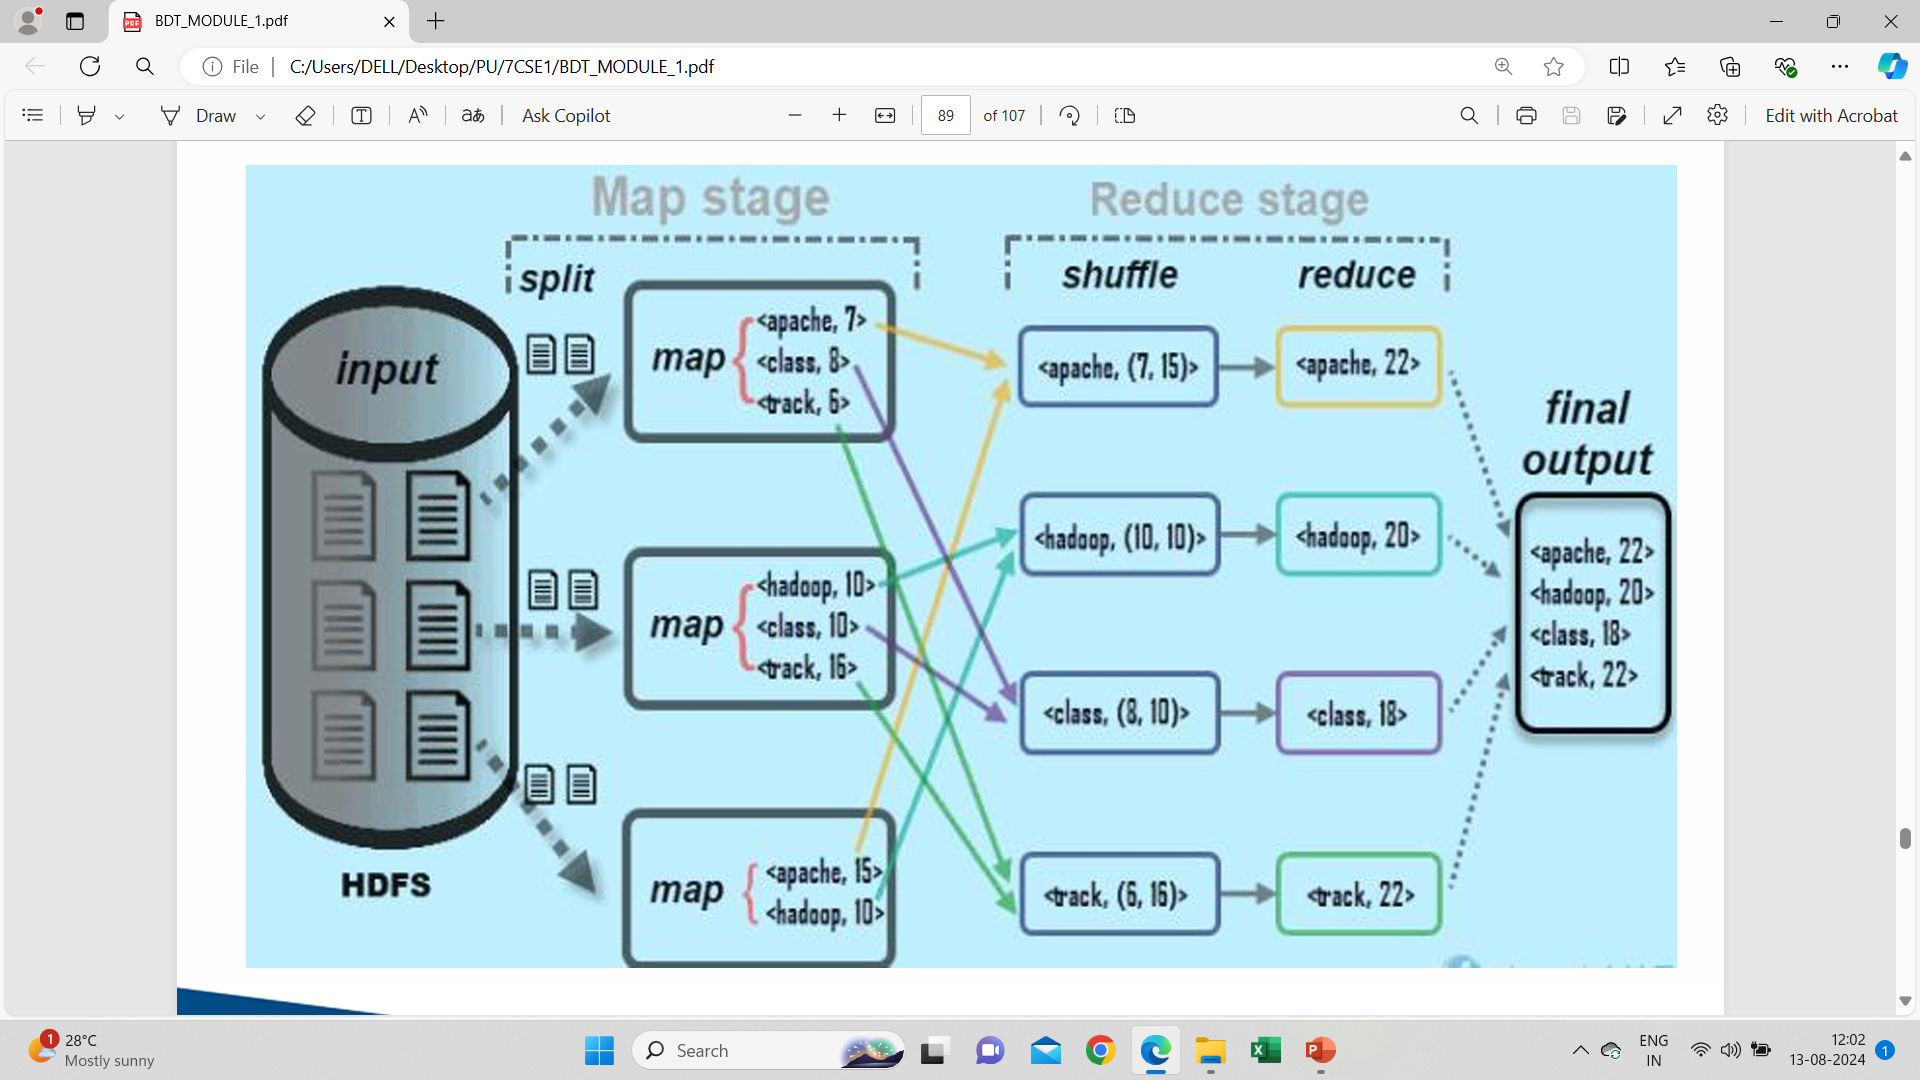 BDT_MODULE_1.pdf
File
C:/Users/DELL/Desktop/PU/7CSE1/BDT_MODULE_1.pdf
Draw
Ask Copilot
89 of 107
Edit with Acrobat
Map stage
Reduce stage
split
shuffle
reduce
input
HDFS
map
<apache, 7>
<class, 8>
<track, 6>
map
<hadoop, 10>
<class, 10>
<track, 16>
map
<apache, 15>
<hadoop, 10>
<apache, (7, 15)>
<apache, 22>
<hadoop, (10, 10)>
<hadoop, 20>
<class, (8, 10)>
<class, 18>
<track, (6, 16)>
<track, 22>
final
output
<apache, 22>
<hadoop, 20>
<class, 18>
<track, 22>
1
28°C
Mostly sunny
Search
ENG
IN
12:02
13-08-2024
1